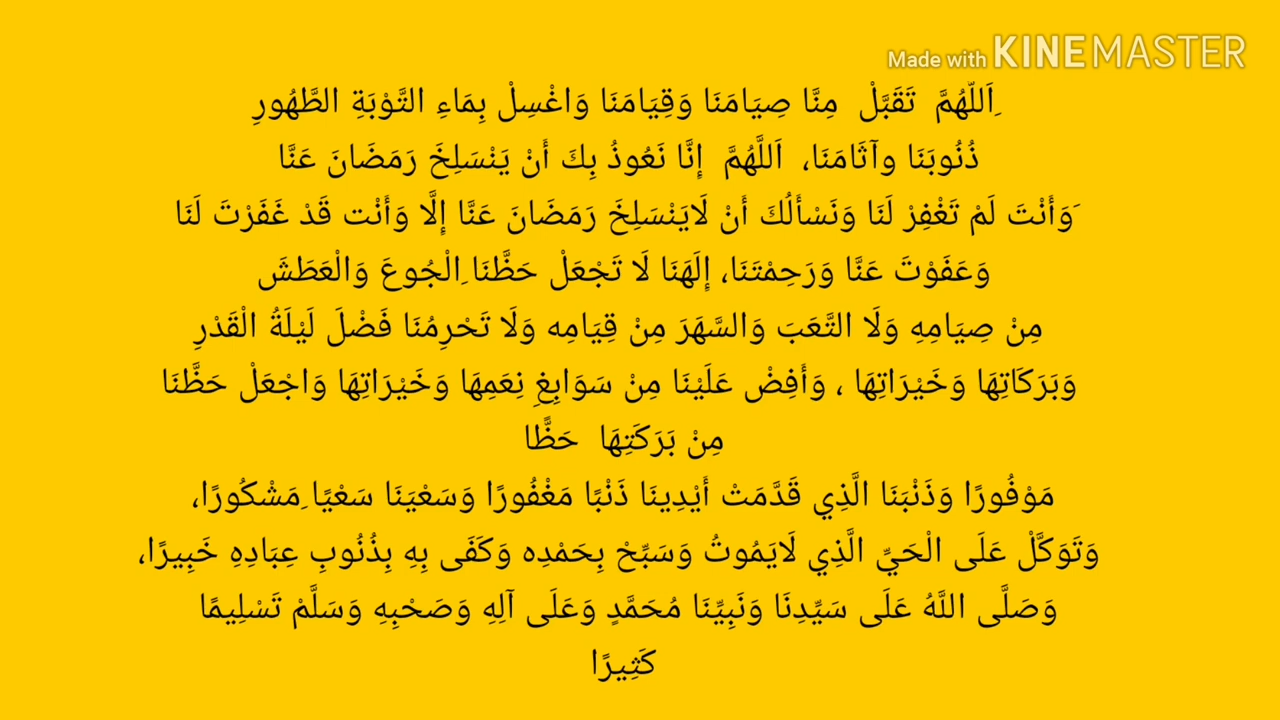 Made with KINEMASTER
ِاَللّهُمَّ تَقَبَّلْ مِنَّا صِيَامَنَا وَقِيَامَنَا وَاغْسِلْ بِمَاءِ التَّوْبَةِ الطَّهُورِ
ذُنُوبَنَا وآثَامَنَا، اَللَّهُمَّ إِنَّا نَعُوذُ بِكَ أَنْ يَنْسَلِخَ رَمَضَانَ عَنَّا
َوَأَنْتَ لَمْ تَغْفِرْ لَنَا وَنَسْأَلُكَ أَنْ لَايَنْسَلِخَ رَمَضَانَ عَنَّا إِلَّا وَأَنْت قَدْ غَفَرْتَ لَنَا
وَعَفَوْتَ عَنَّا وَرَحِمْتَنَا، إِلَهَنَا لَا تَجْعَلْ حَظَّنَا ِالْجُوعَ وَالْعَطَشَ
مِنْ صِيَامِهِ وَلَا التَّعَبَ وَالسَّهَرَ مِنْ قِيَامِه وَلَا تَحْرِمُنَا فَضْلَ لَيْلَةُ الْقَدْرِ
وَبَرَكَاتِهَا وَخَيْرَاتِهَا ، وَأَفِضْ عَلَيْنَا مِنْ سَوَابِغِ نِعَمِهَا وَخَيْرَاتِهَا وَاجْعَلْ حَظَّنَا
مِنْ بَرَكَتِهَا حَظًّا
مَوْفُورًا وَذَنْبَنَا الَّذِي قَدَّمَتْ أَيْدِينَا ذَنْبًا مَغْفُورًا وَسَعْيَنَا سَعْيًا ِمَشْكُورًا،
وَتَوَكَّلْ عَلَى الْحَيِّ الَّذِي لَايَمُوتُ وَسَبِّحْ بِحَمْدِه وَكَفَى بِهِ بِذُنُوبِ عِبَادِهِ خَبِيرًا،
وَصَلَّى اللَّهُ عَلَى سَيِّدِنَا وَنَبِيِّنَا مُحَمَّدٍ وَعَلَى آلِهِ وَصَحْبِهِ وَسَلَّمْ تَسْلِيمًا
كَثِيرًا